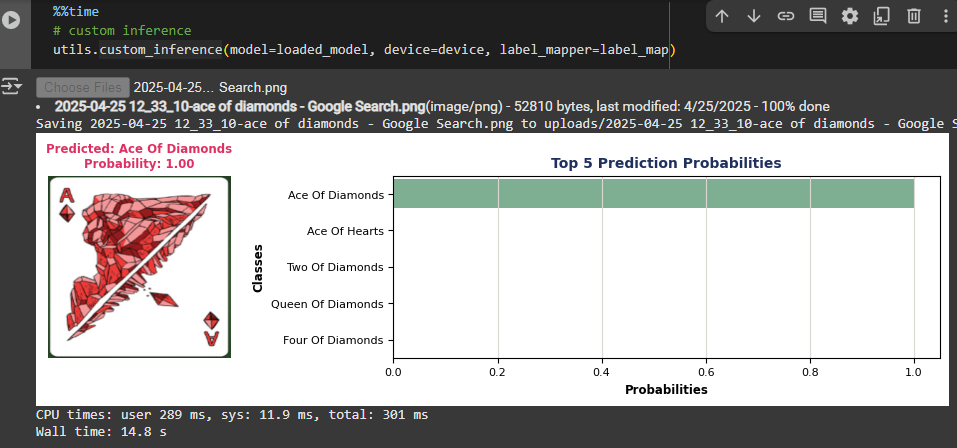 %%time
# custom inference
utils.custom_inference(model=loaded_model, device=device, label_mapper=label_map)
Choose Files 2025-04-25... Search.png
• 2025-04-25 12_33_10-ace of diamonds - Google Search.png(image/png) - 52810 bytes, last modified: 4/25/2025 - 100% done
Saving 2025-04-25 12_33_10-ace of diamonds - Google Search.png to uploads/2025-04-25 12_33_10-ace of diamonds - Google S
Predicted: Ace Of Diamonds
Probability: 1.00
A
A
Top 5 Prediction Probabilities
Classes
Ace Of Diamonds
Ace Of Hearts
Two Of Diamonds
Queen Of Diamonds
Four Of Diamonds
0.0 0.2 0.4 0.6 0.8 1.0
Probabilities
CPU times: user 289 ms, sys: 11.9 ms, total: 301 ms
Wall time: 14.8 s